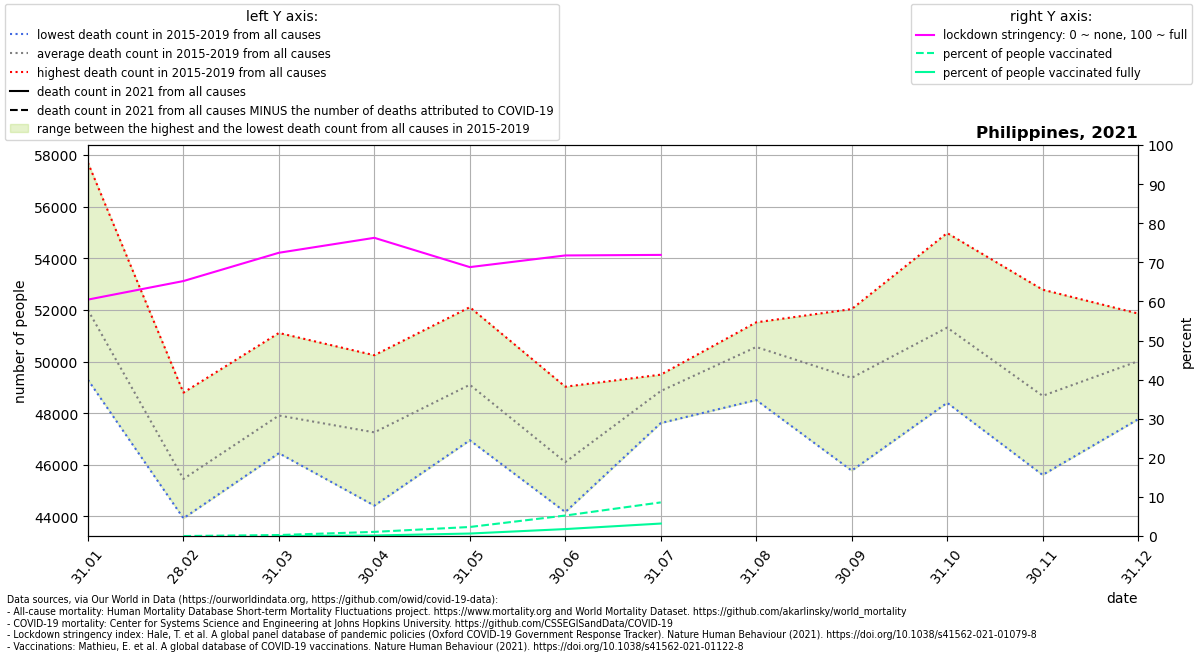 left Y axis:
lowest death count in 2015-2019 from all causes
average death count in 2015-2019 from all causes
highest death count in 2015-2019 from all causes
death count in 2021 from all causes
death count in 2021 from all causes MINUS the number of deaths attributed to COVID-19
range between the highest and the lowest death count from all causes in 2015-2019
right Y axis:
lockdown stringency: 0 ~ none, 100 ~ full
percent of people vaccinated
percent of people vaccinated fully
Philippines, 2021
number of people
58000
56000
54000
52000
50000
48000
46000
44000
100
90
80
70
60
50
40
30
20
10
0
percent
31.01
28.02
31.03
30.04
31.05
30.06
31.07
31.08
30.09
31.10
30.11
31.12
date
Data sources, via Our World in Data (https://ourworldindata.org, https://github.com/owid/covid-19-data):
- All-cause mortality: Human Mortality Database Short-term Mortality Fluctuations project. https://www.mortality.org and World Mortality Dataset. https://github.com/akarlinsky/world_mortality
- COVID-19 mortality: Center for Systems Science and Engineering at Johns Hopkins University. https://github.com/CSSEGISandData/COVID-19
- Lockdown stringency index: Hale, T. et al. A global panel database of pandemic policies (Oxford COVID-19 Government Response Tracker). Nature Human Behaviour (2021). https://doi.org/10.1038/s41562-021-01079-8
- Vaccinations: Mathieu, E. et al. A global database of COVID-19 vaccinations. Nature Human Behaviour (2021). https://doi.org/10.1038/s41562-021-01122-8